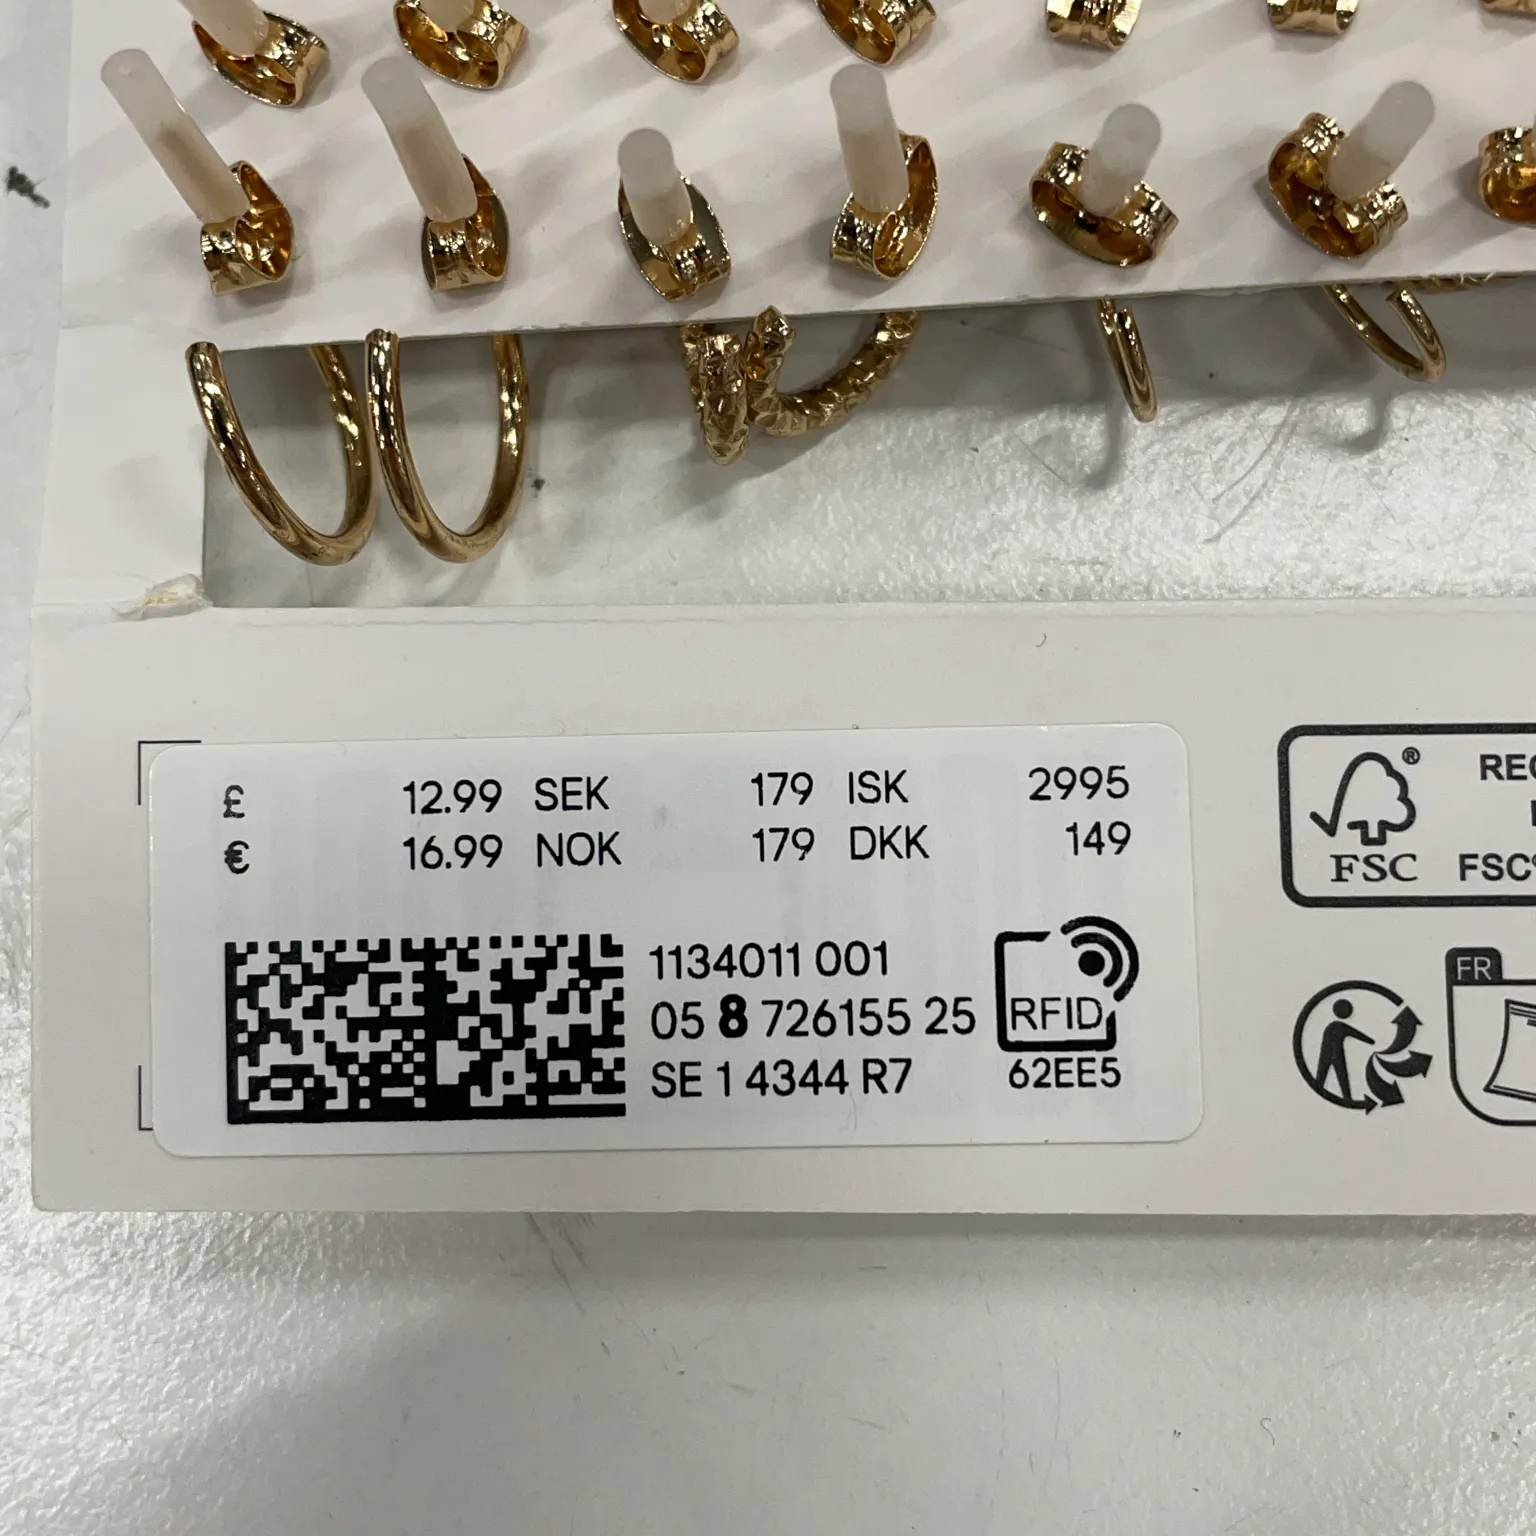 £ 12.99 SEK 179 ISK 2995
€ 16.99 NOK 179 DKK 149
1134011 001
05 8 726155 25
SE 1 4344 R7
RFID
62EE5
®
FSC
FSC®
FR